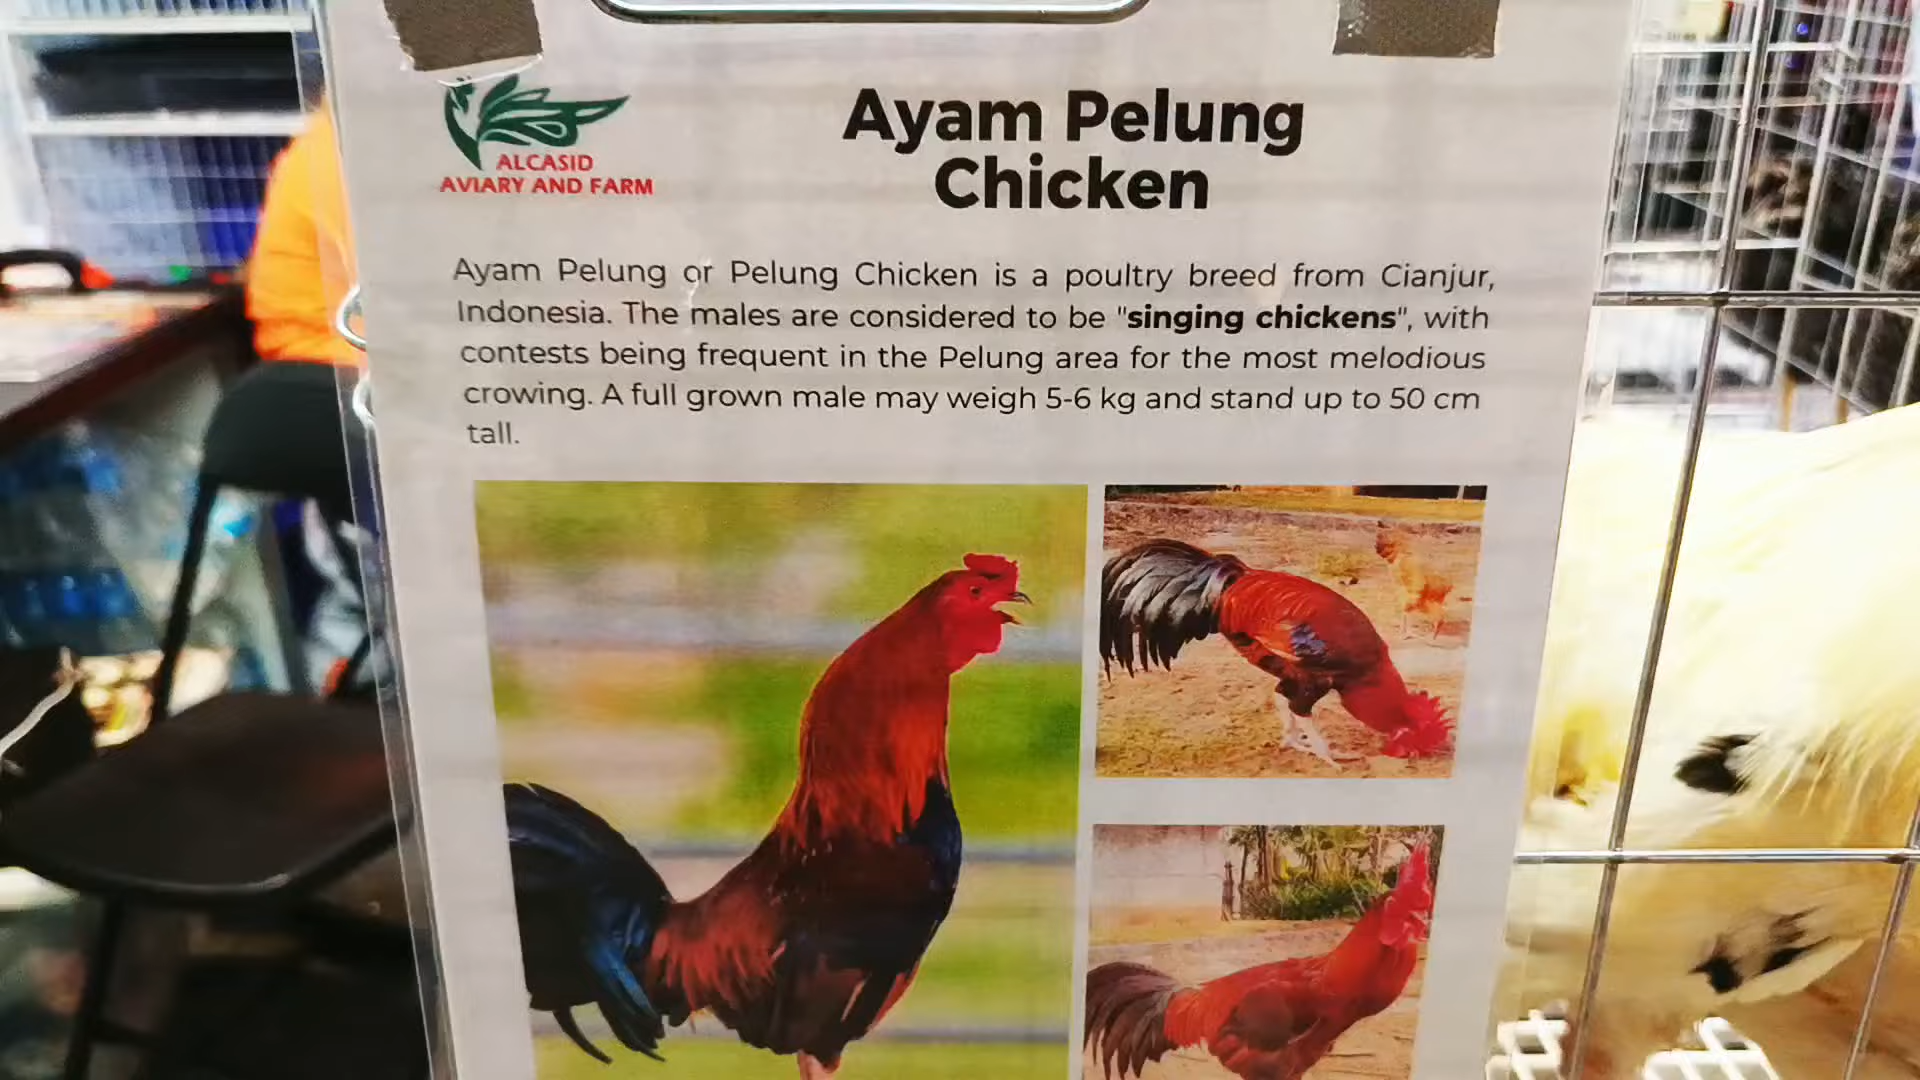 ALCASID
AVIARY AND FARM
Ayam Pelung
Chicken
Ayam Pelung or Pelung Chicken is a poultry breed from Cianjur,
Indonesia. The males are considered to be "singing chickens", with
contests being frequent in the Pelung area for the most melodious
crowing. A full grown male may weigh 5-6 kg and stand up to 50 cm
tall.